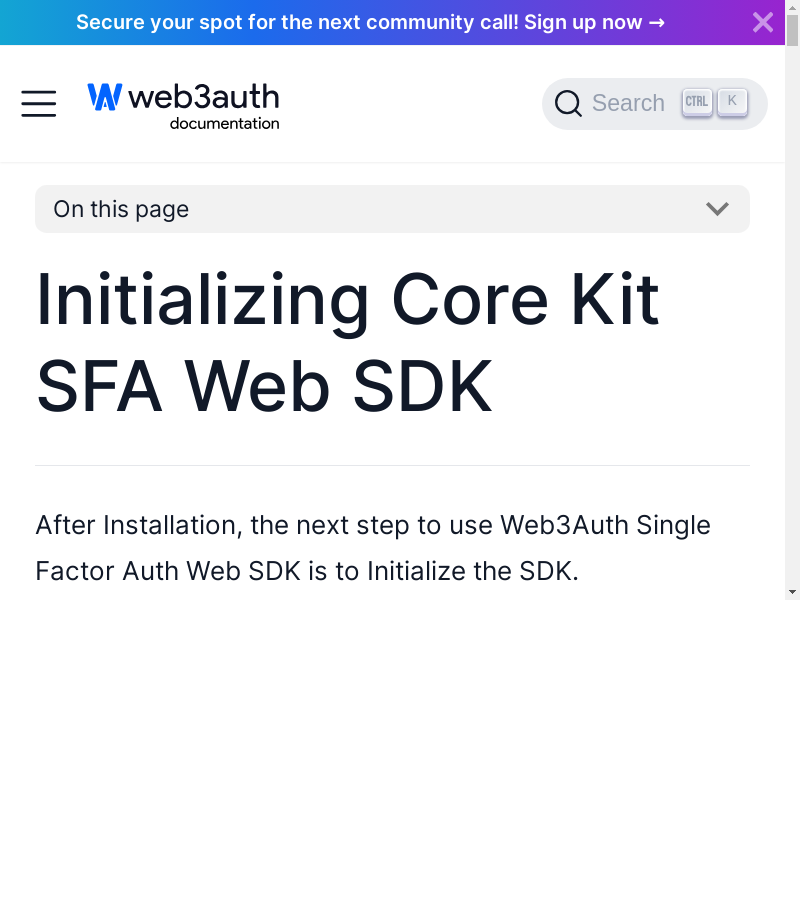 Secure your spot for the next community call! Sign up now →
web3auth
documentation
Search CTRL K
On this page
Initializing Core Kit
SFA Web SDK
After Installation, the next step to use Web3Auth Single
Factor Auth Web SDK is to Initialize the SDK.